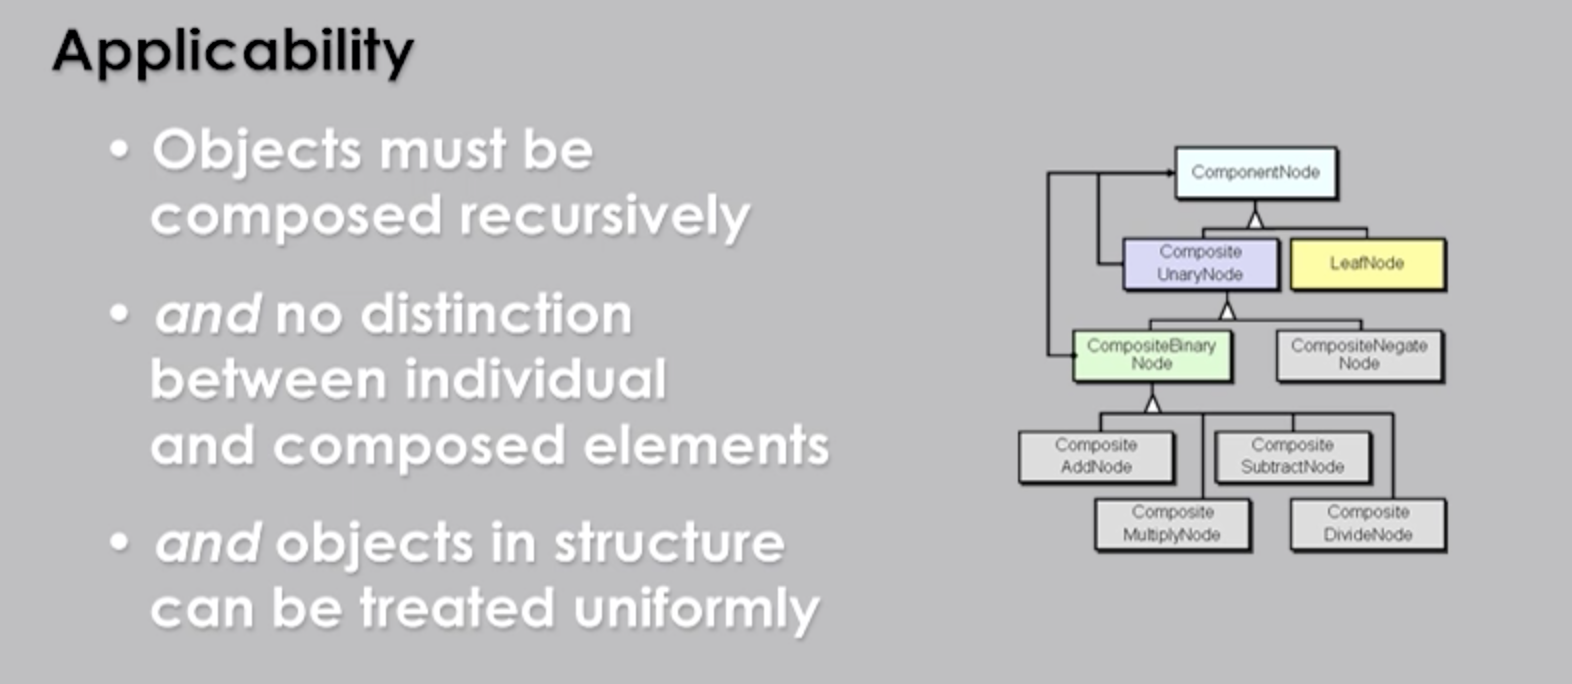 Applicability
• Objects must be
composed recursively
• and no distinction
between individual
and composed elements
• and objects in structure
can be treated uniformly
ComponentNode
Composite
UnaryNode
LeafNode
CompositeBinary
Node
CompositeNegate
Node
Composite
AddNode
Composite
SubtractNode
Composite
MultiplyNode
Composite
DivideNode